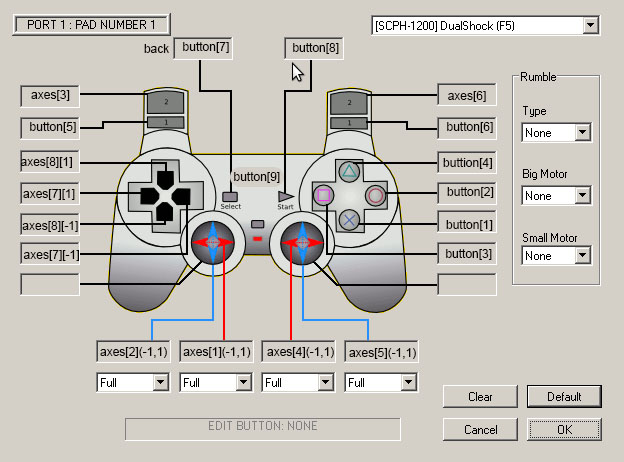 PORT 1 : PAD NUMBER 1
[SCPH-1200] DualShock (F5)
back
button[7]
button[8]
axes[3]
button[5]
axes[8][1]
axes[7][1]
axes[8][-1]
axes[7][-1]
2
1
2
1
button[9]
Select
Start
axes[6]
button[6]
button[4]
button[2]
button[1]
button[3]
Rumble
Type
None
Big Motor
None
Small Motor
None
axes[2](-1,1)
axes[1](-1,1)
axes[4](-1,1)
axes[5](-1,1)
Full
Full
Full
Full
Clear
Default
EDIT BUTTON: NONE
Cancel
OK